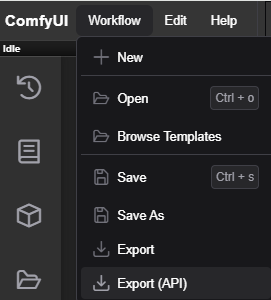 ComfyUI Workflow Edit Help
Idle
New
Open Ctrl + o
Browse Templates
Save Ctrl + s
Save As
Export
Export (API)